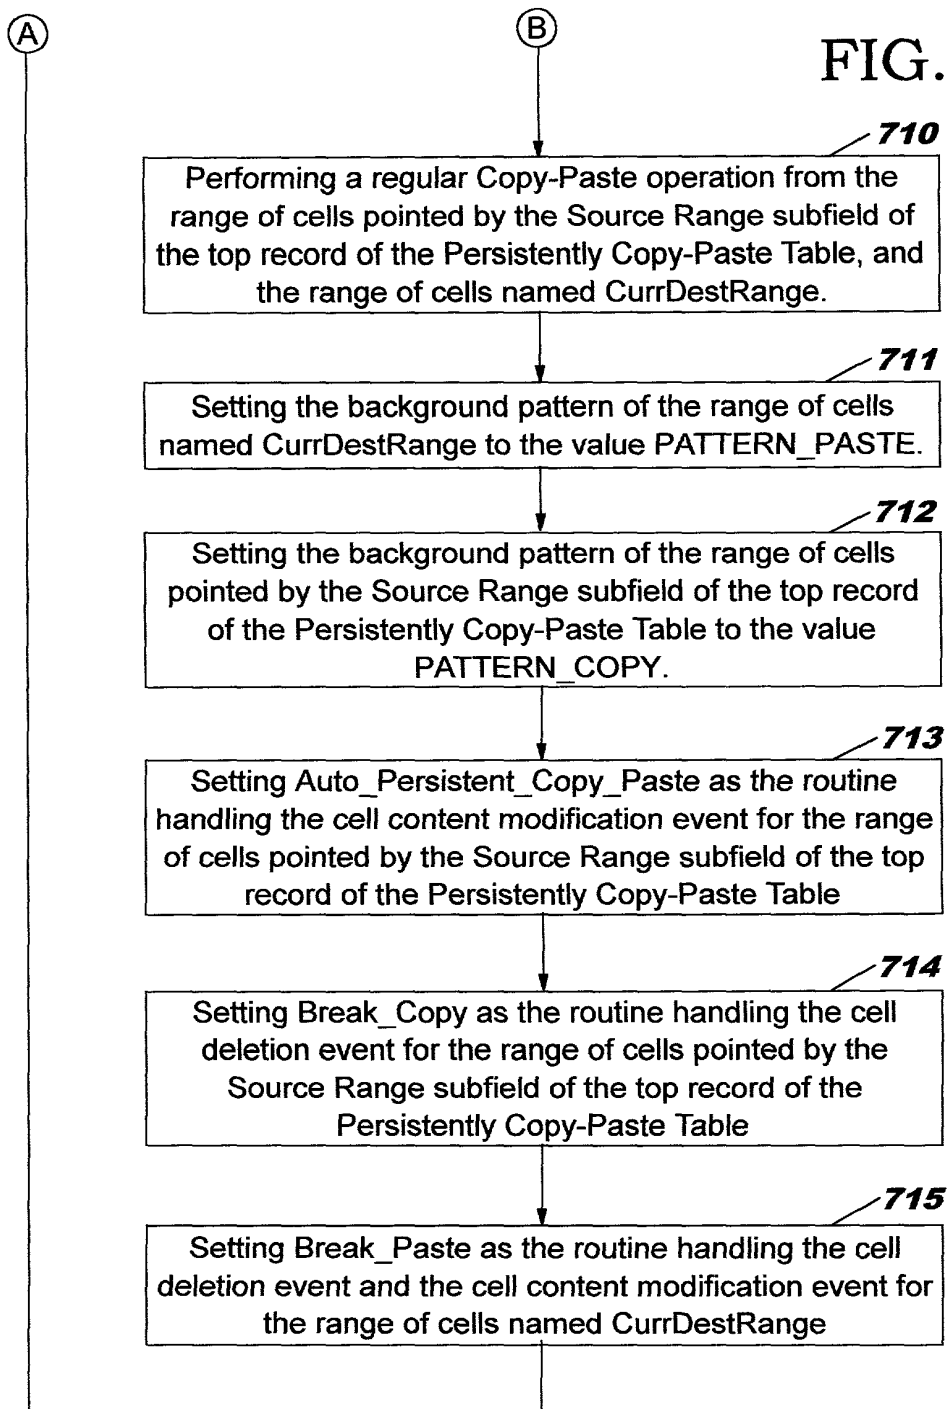 A
B
FIG.
710
Performing a regular Copy-Paste operation from the
range of cells pointed by the Source Range subfield of
the top record of the Persistently Copy-Paste Table, and
the range of cells named CurrDestRange.
711
Setting the background pattern of the range of cells
named CurrDestRange to the value PATTERN_PASTE.
712
Setting the background pattern of the range of cells
pointed by the Source Range subfield of the top record
of the Persistently Copy-Paste Table to the value
PATTERN_COPY.
713
Setting Auto_Persistent_Copy_Paste as the routine
handling the cell content modification event for the range
of cells pointed by the Source Range subfield of the top
record of the Persistently Copy-Paste Table
714
Setting Break_Copy as the routine handling the cell
deletion event for the range of cells pointed by the
Source Range subfield of the top record of the
Persistently Copy-Paste Table
715
Setting Break_Paste as the routine handling the cell
deletion event and the cell content modification event for
the range of cells named CurrDestRange